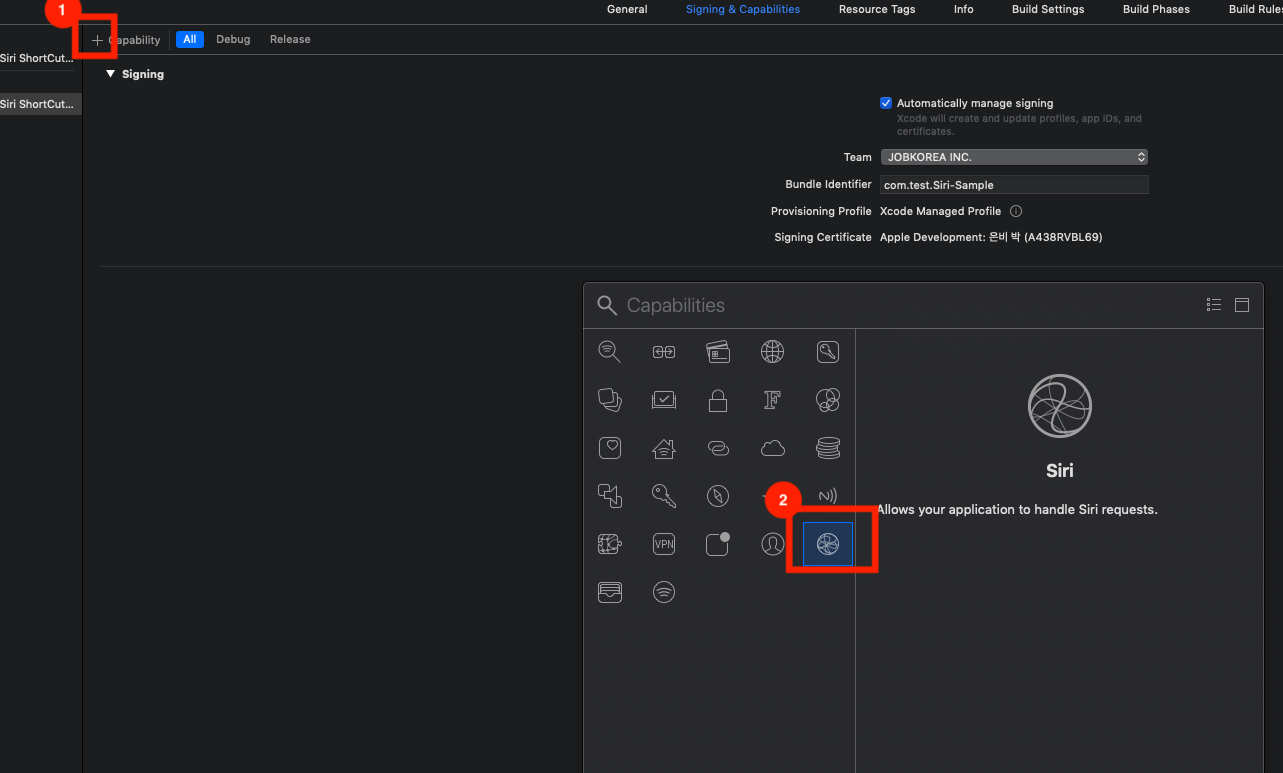 1
General Signing & Capabilities Resource Tags Info Build Settings Build Phases Build Rules
Capability All Debug Release
Siri ShortCut...
Signing
Siri ShortCut...
Automatically manage signing
Xcode will create and update profiles, app IDs, and
certificates.
Team JOBKOREA INC.
Bundle Identifier com.test.Siri-Sample
Provisioning Profile Xcode Managed Profile
Signing Certificate Apple Development: 은비 박 (A438RVBL69)
Capabilities
F
Siri
2
N
Allows your application to handle Siri requests.
VPN